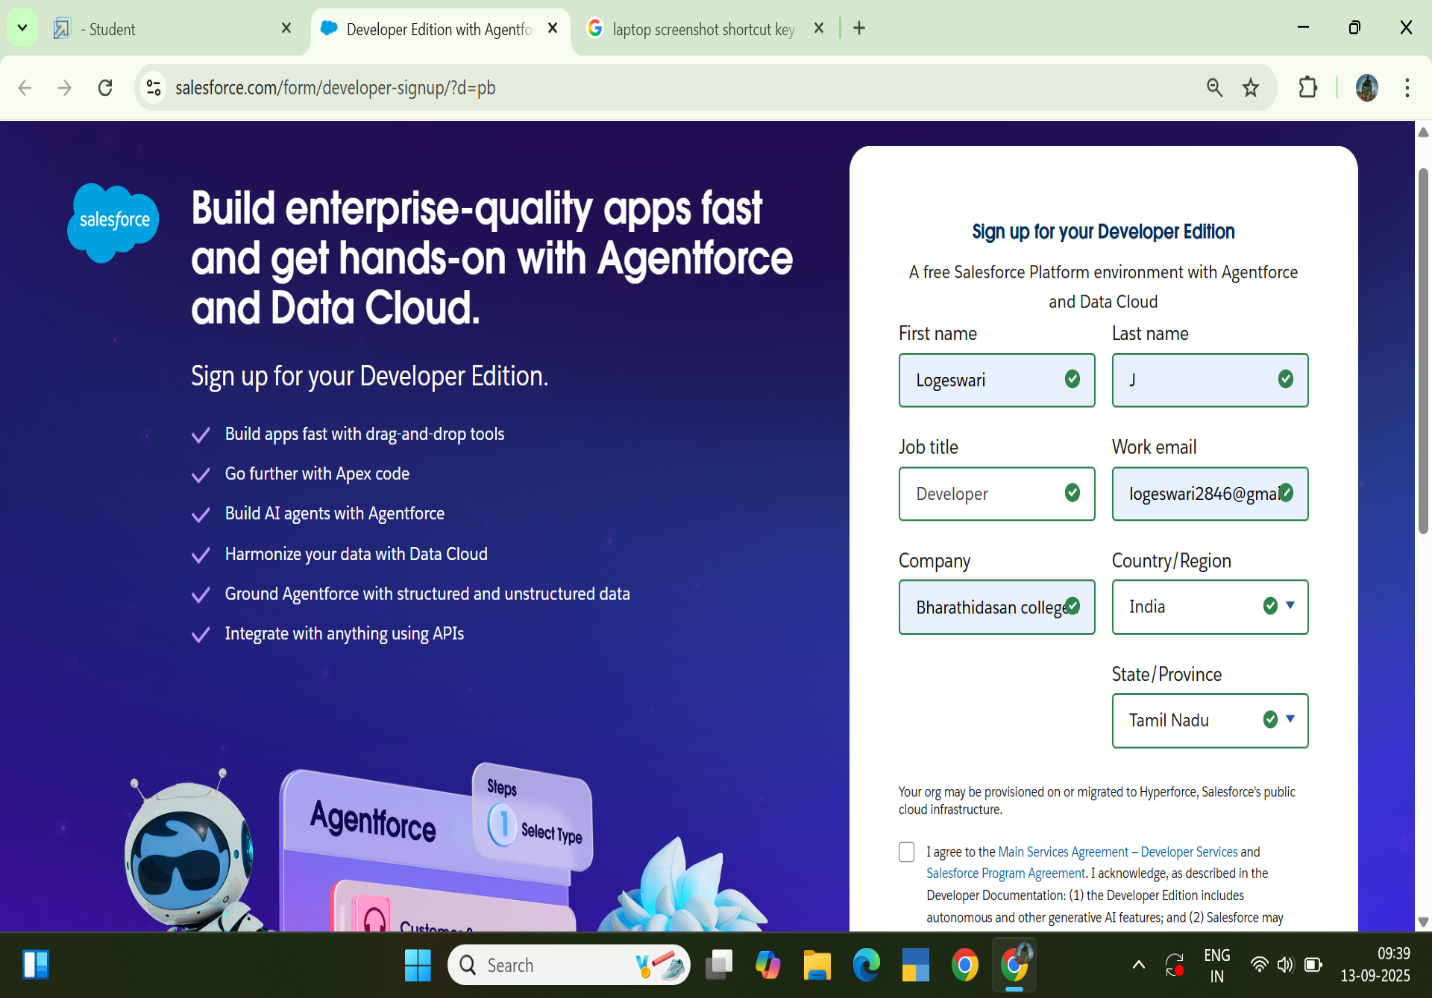 - Student
Developer Edition with Agentfo
laptop screenshot shortcut key
salesforce.com/form/developer-signup/?d=pb
salesforce
Build enterprise-quality apps fast
and get hands-on with Agentforce
and Data Cloud.
Sign up for your Developer Edition.
Build apps fast with drag-and-drop tools
Go further with Apex code
Build AI agents with Agentforce
Harmonize your data with Data Cloud
Ground Agentforce with structured and unstructured data
Integrate with anything using APIs
Agentforce
Steps
1
Select Type
Sign up for your Developer Edition
A free Salesforce Platform environment with Agentforce
and Data Cloud
First name
Last name
Logeswari
J
Job title
Work email
Developer
logeswari2846@gmai
Company
Country/Region
Bharathidasan college
India
State/Province
Tamil Nadu
Your org may be provisioned on or migrated to Hyperforce, Salesforce's public
cloud infrastructure.
I agree to the Main Services Agreement – Developer Services and
Salesforce Program Agreement. I acknowledge, as described in the
Developer Documentation: (1) the Developer Edition includes
autonomous and other generative AI features; and (2) Salesforce may
Search
ENG
IN
09:39
13-09-2025